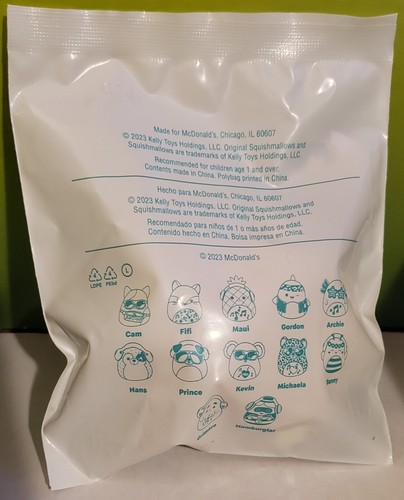 Made for McDonald's, Chicago, IL 60607
© 2023 Kelly Toys Holdings, LLC. Original Squishmallows and
Squishmallows are trademarks of Kelly Toys Holdings, LLC
Recommended for children age 1 and over.
Contents made in China. Polybag printed in China.
Hecho para McDonald's, Chicago, IL 60607
© 2023 Kelly Toys Holdings, LLC. Original Squishmallows and
Squishmallows are trademarks of Kelly Toys Holdings, LLC.
Recomendado para niños de 1 o más años de edad.
Contenido hecho en China. Bolsa impresa en China.
© 2023 McDonald's
L
LDPE
Cam Fifi Maui Gordon Archie
Hans Prince Kevin Michaela
Hamburglar